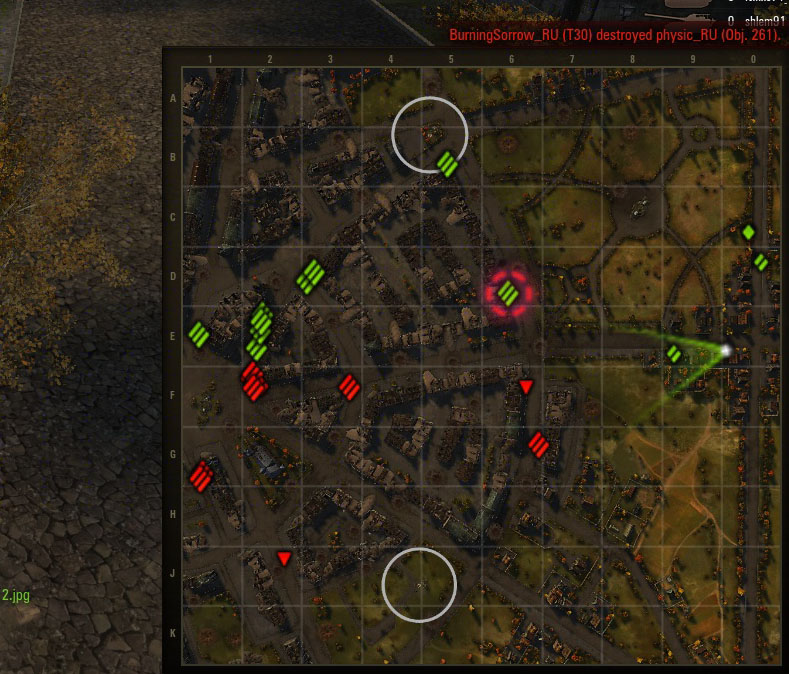 0 shlem91
BurningSorrow_RU (T30) destroyed physic_RU (Obj. 261).
1 2 3 4 5 6 7 8 9 0
A
B
C
D
E
F
G
H
J
K
2.jpg